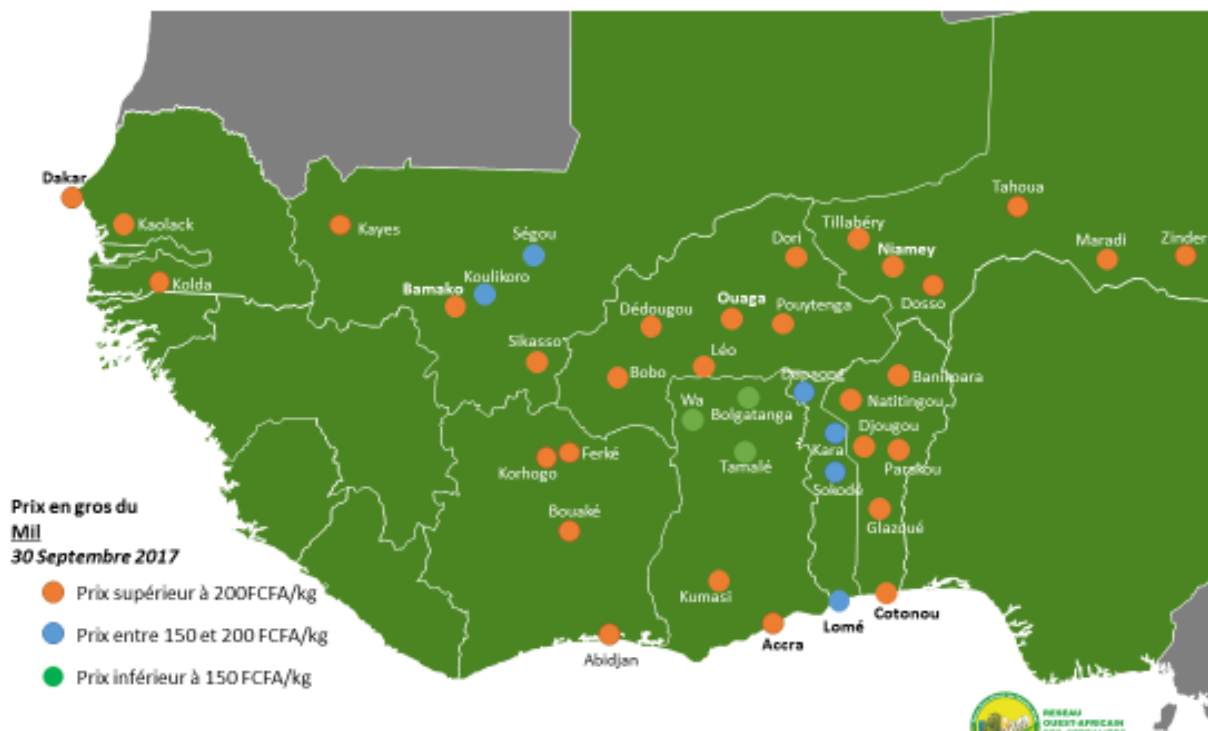 Dakar
Kaolack
Kolda
Kayes
Ségou
Koulikoro
Bamako
Sikasso
Tahoua
Tillabéry
Niamey
Dori
Maradi
Zinder
Dosso
Dédougou
Ouaga
Pouytenga
Léo
Bobo
Dapaong
Banikoara
Wa
Bolgatanga
Natitingou
Djougou
Kara
Tamalé
Parakou
Sokodé
Korhogo
Ferké
Bouaké
Glazoué
Kumasi
Lomé
Cotonou
Accra
Abidjan
Prix en gros du
Mil
30 Septembre 2017
Prix supérieur à 200FCFA/kg
Prix entre 150 et 200 FCFA/kg
Prix inférieur à 150 FCFA/kg
RESEAU
OUEST-AFRICAIN